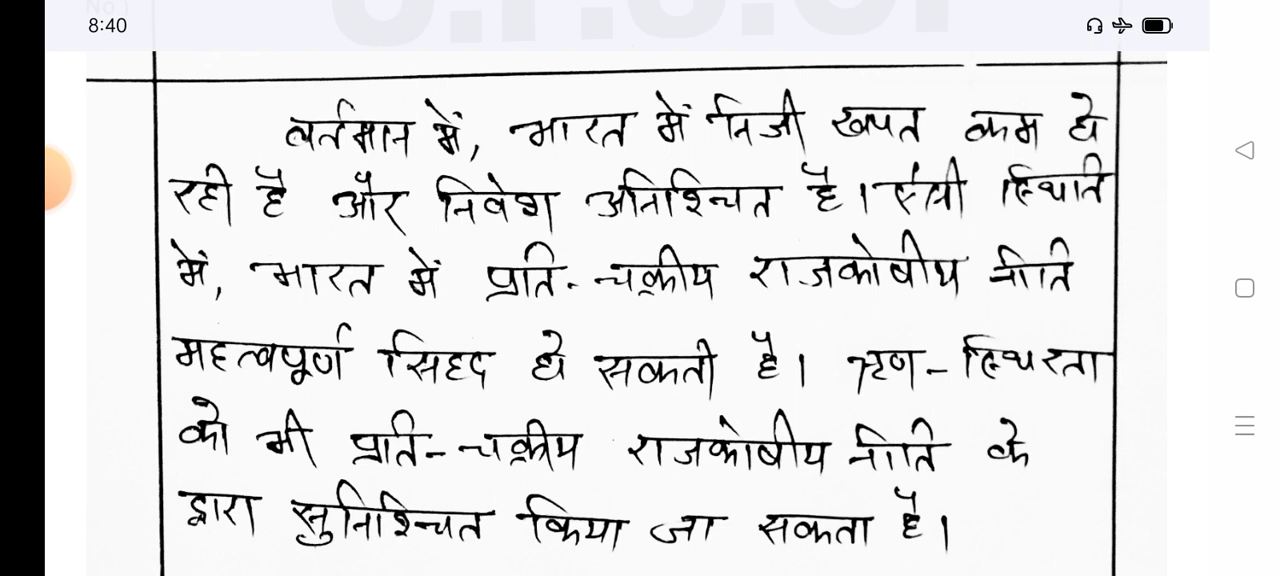 8:40
वर्तमान में, भारत में निजी खपत कम हो
रही है और निवेश अनिश्चित है। ऐसी स्थिति
में, भारत में प्रति-चक्रीय राजकोषीय नीति
महत्वपूर्ण सिद्द हो सकती है। ऋण-स्थिरता
को भी प्रति-चक्रीय राजकोषीय नीति के
द्वारा सुनिश्चित किया जा सकता है।